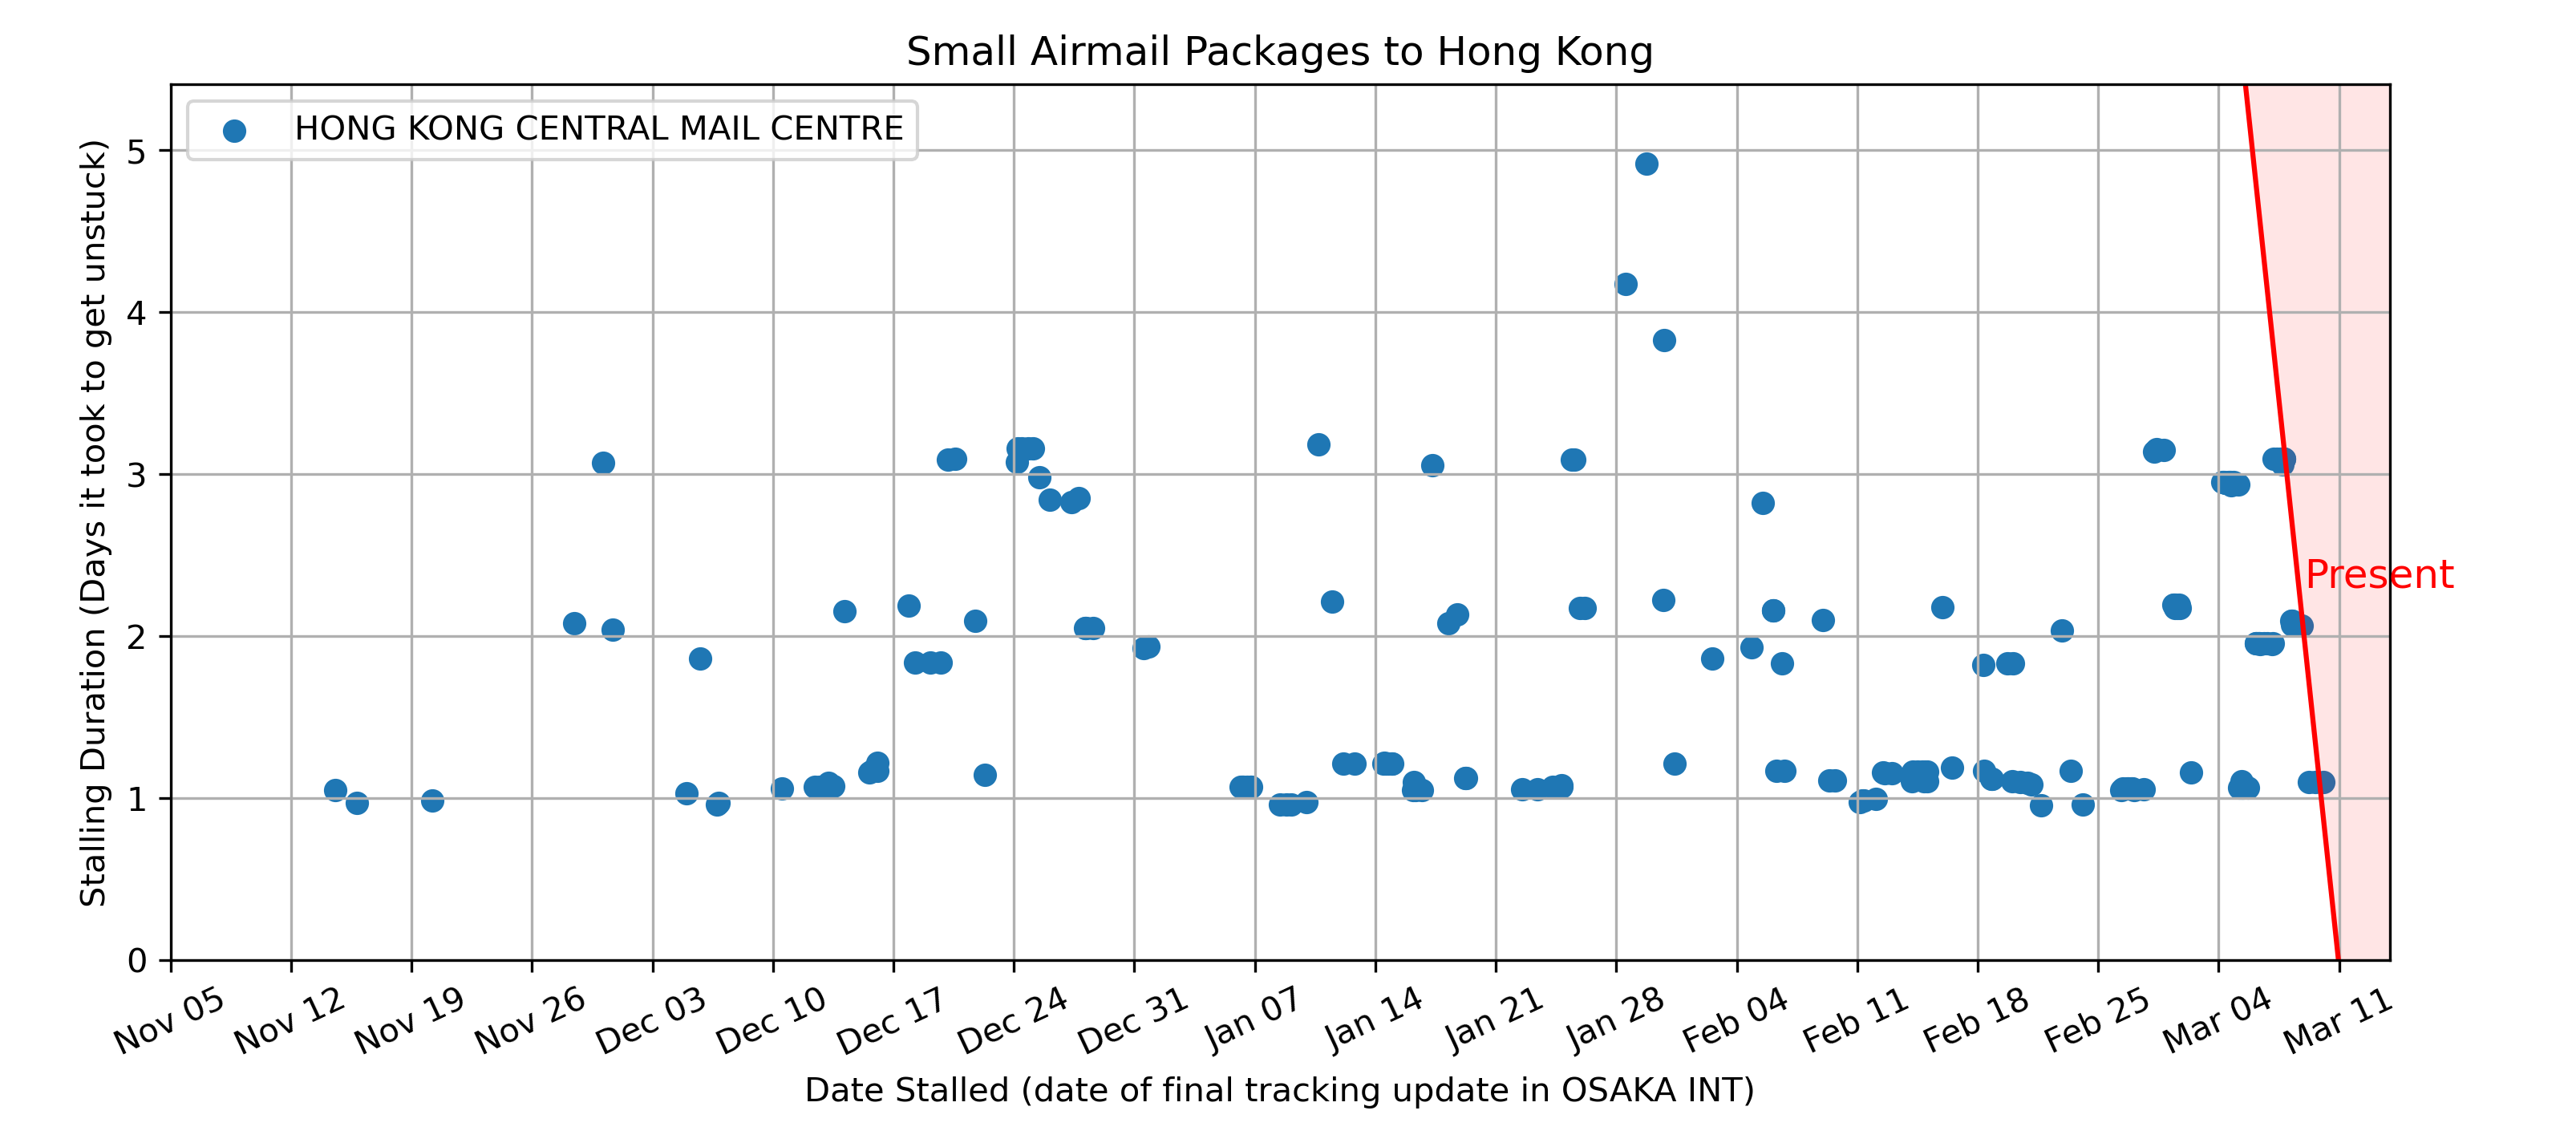 Small Airmail Packages to Hong Kong
HONG KONG CENTRAL MAIL CENTRE
Stalling Duration (Days it took to get unstuck)
5
4
3
2
1
0
Present
Nov 05
Nov 12
Nov 19
Nov 26
Dec 03
Dec 10
Dec 17
Dec 24
Dec 31
Jan 07
Jan 14
Jan 21
Jan 28
Feb 04
Feb 11
Feb 18
Feb 25
Mar 04
Mar 11
Date Stalled (date of final tracking update in OSAKA INT)